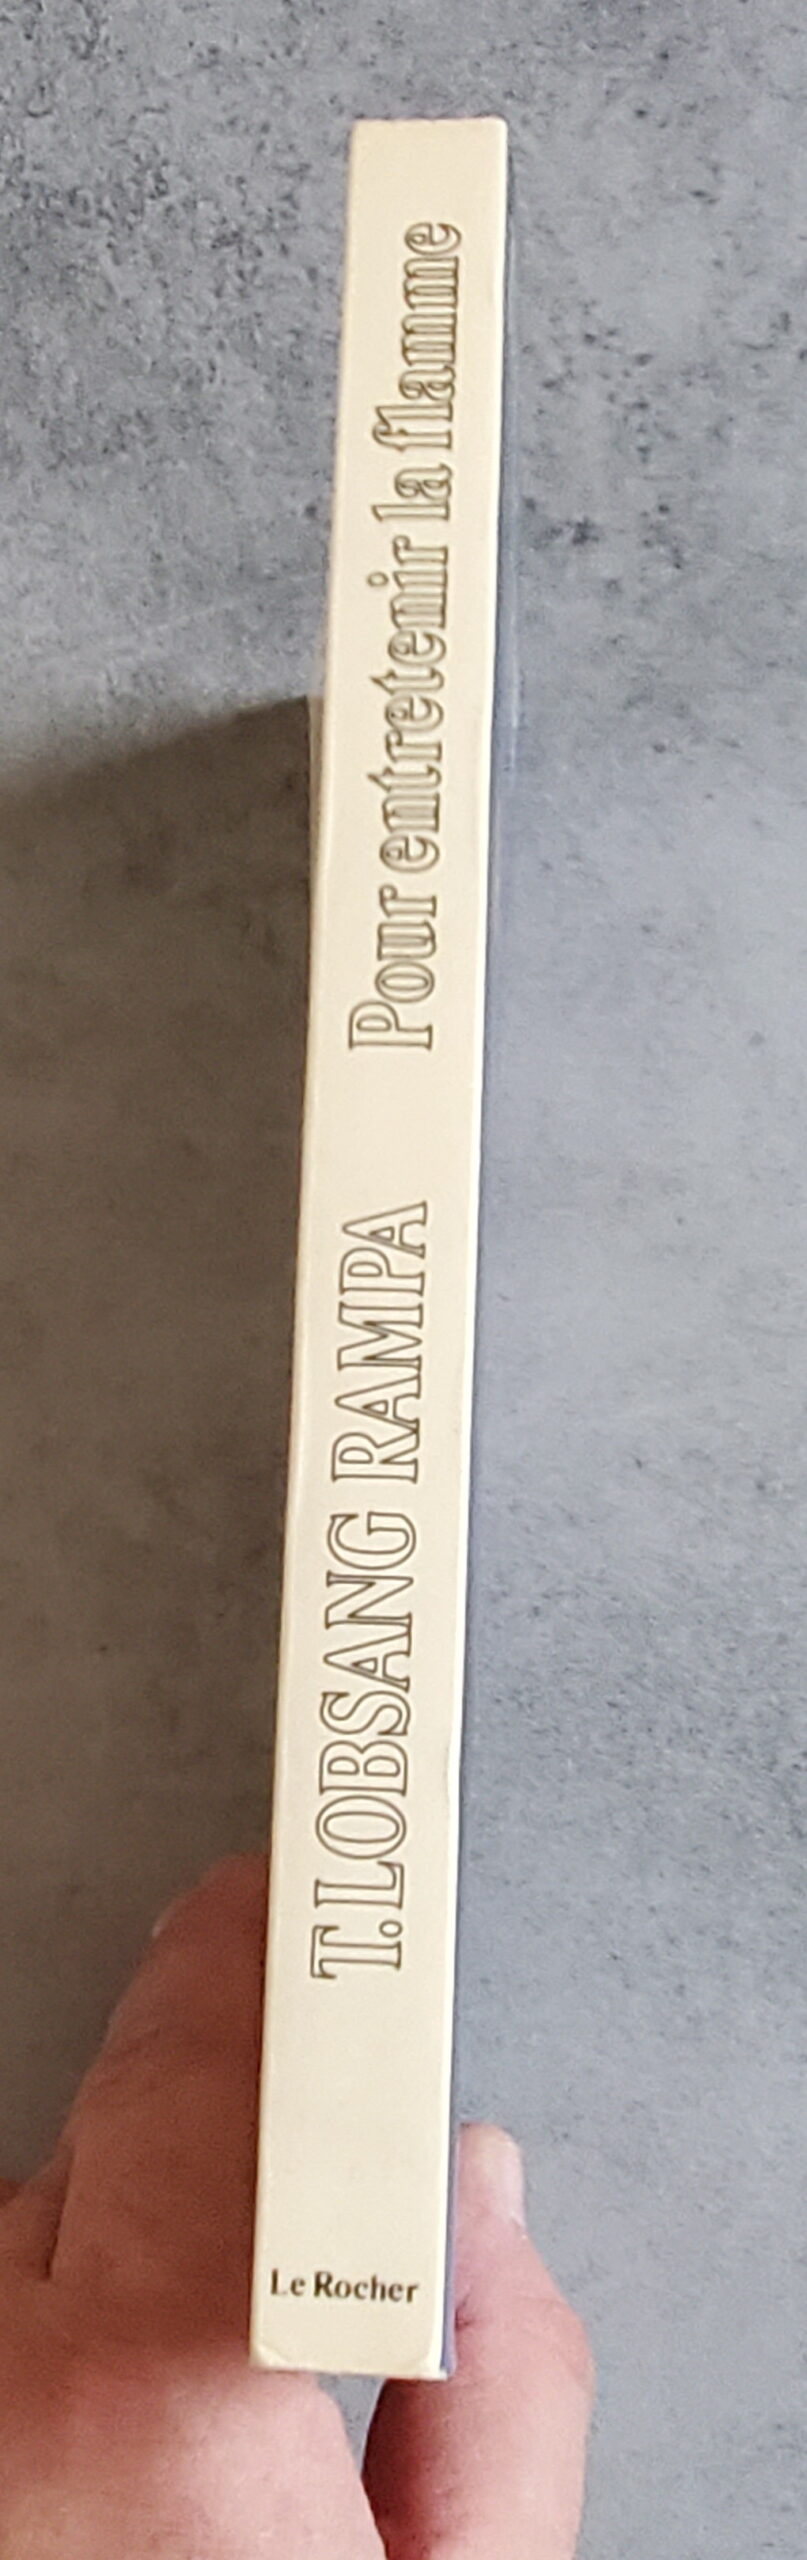 Pour entretenir la flamme
T. LOBSANG RAMPA
Le Rocher